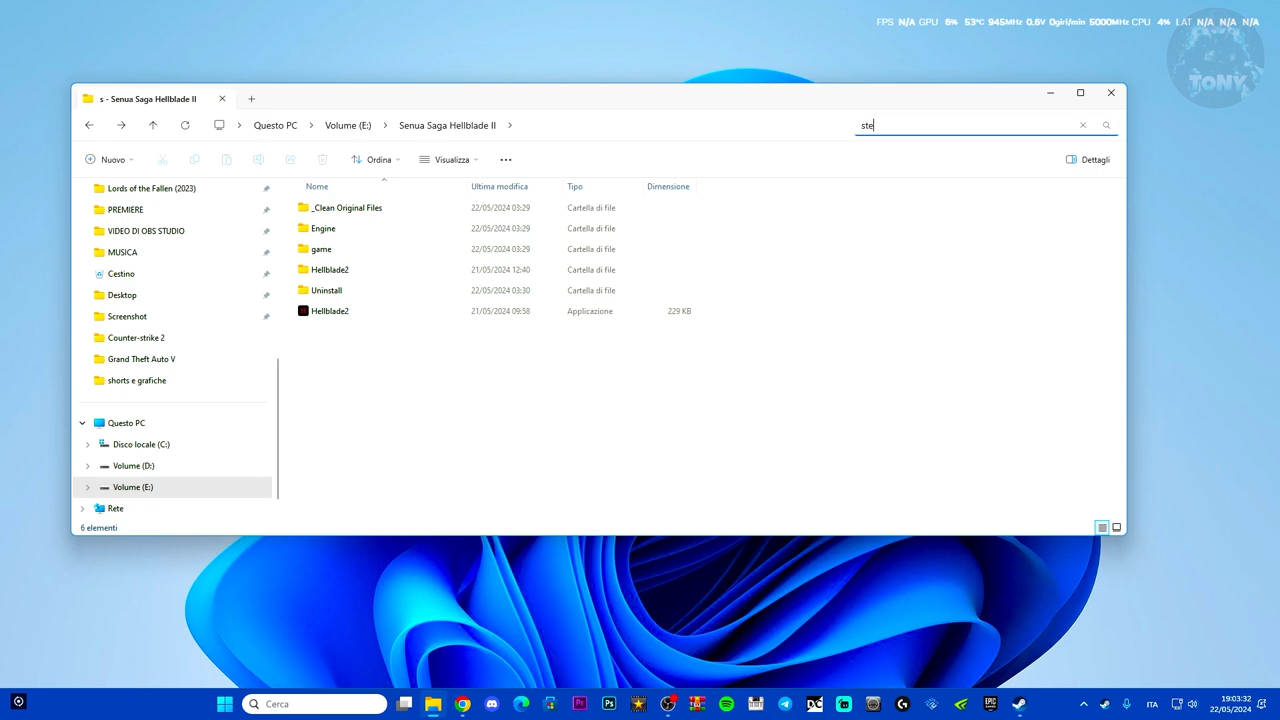 FPS N/A GPU 6% 53°C 945MHz 0.6V 0giri/min 5000MHz CPU 4% LAT N/A N/A N/A
TONY
s - Senua Saga Hellblade II
Questo PC > Volume (E:) > Senua Saga Hellblade II >
ste
Nuovo
Ordina
Visualizza
Dettagli
Nome Ultima modifica Tipo Dimensione
Lords of the Fallen (2023)
PREMIERE
VIDEO DI OBS STUDIO
MUSICA
Cestino
Desktop
Screenshot
Counter-strike 2
Grand Theft Auto V
shorts e grafiche
Questo PC
Disco locale (C:)
Volume (D:)
Volume (E:)
Rete
_Clean Original Files 22/05/2024 03:29 Cartella di file
Engine 22/05/2024 03:29 Cartella di file
game 22/05/2024 03:29 Cartella di file
Hellblade2 21/05/2024 12:40 Cartella di file
Uninstall 22/05/2024 03:30 Cartella di file
Hellblade2 21/05/2024 09:58 Applicazione 229 KB
6 elementi
Cerca
Pr
Ps
DC
EPIC
ITA
19:03:32
22/05/2024